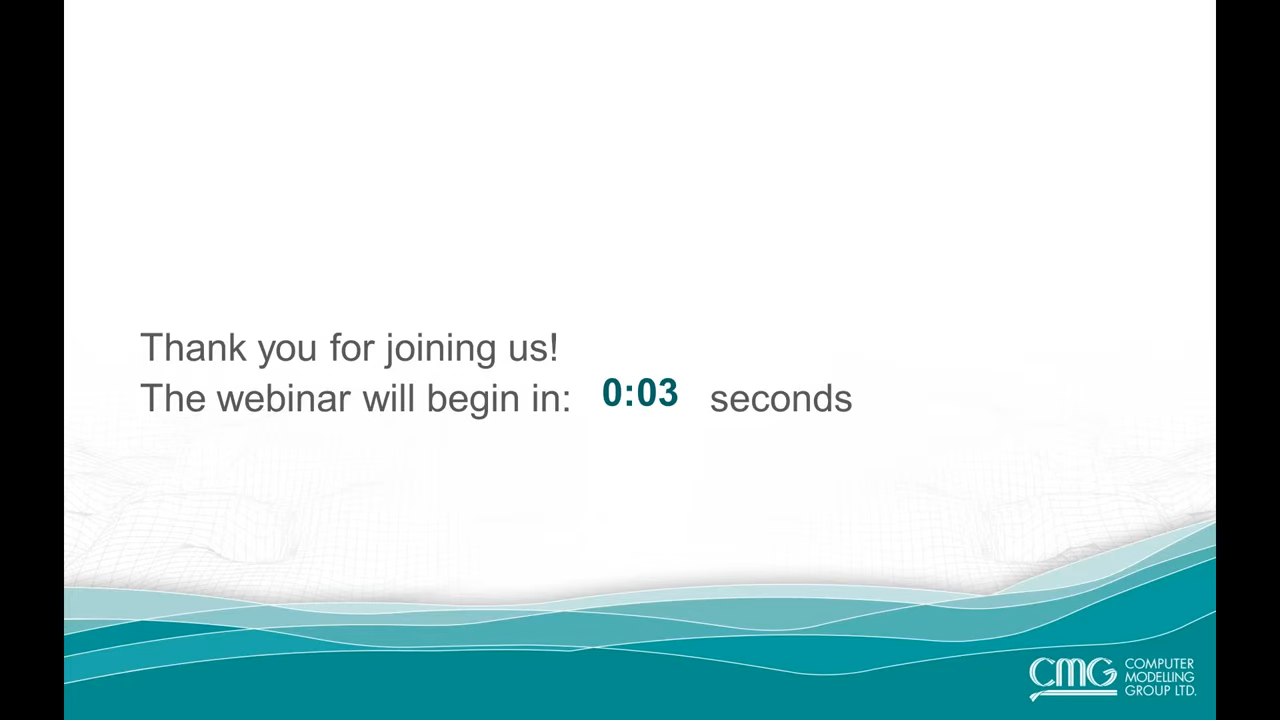 Thank you for joining us!
The webinar will begin in: 0:03 seconds
CMG COMPUTER
MODELLING
GROUP LTD.